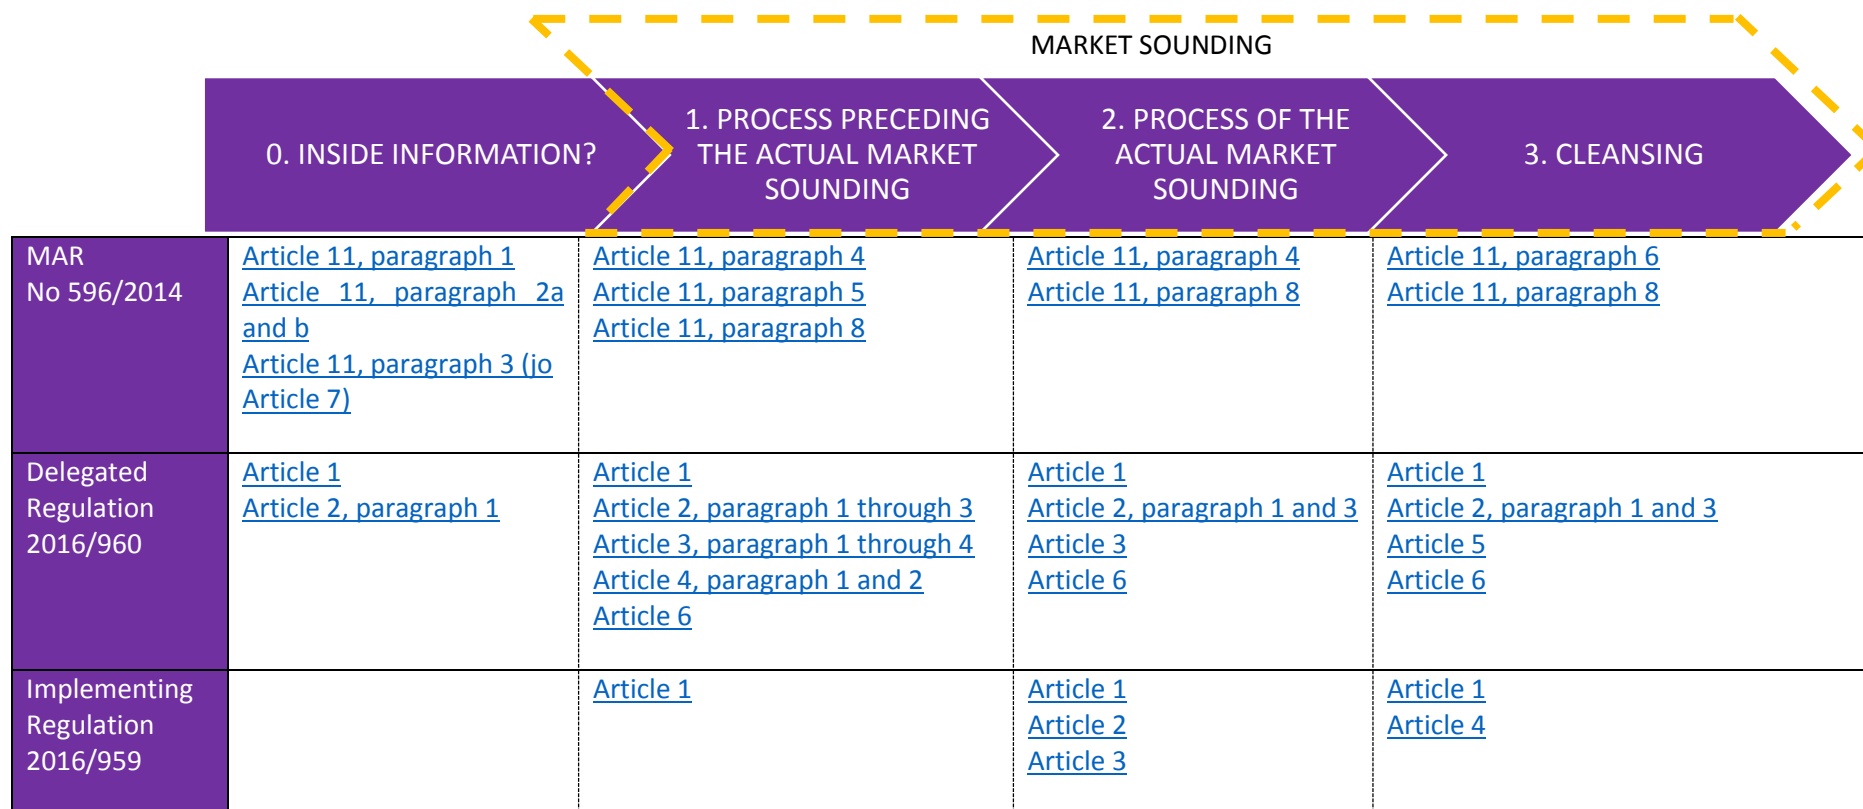 MARKET SOUNDING
0. INSIDE INFORMATION?
1. PROCESS PRECEDING
THE ACTUAL MARKET
SOUNDING
2. PROCESS OF THE
ACTUAL MARKET
SOUNDING
3. CLEANSING
MAR
No 596/2014
Article 11, paragraph 1
Article 11, paragraph 2a
and b
Article 11, paragraph 3 (jo
Article 7)
Article 11, paragraph 4
Article 11, paragraph 5
Article 11, paragraph 8
Article 11, paragraph 4
Article 11, paragraph 8
Article 11, paragraph 6
Article 11, paragraph 8
Delegated
Regulation
2016/960
Article 1
Article 2, paragraph 1
Article 1
Article 2, paragraph 1 through 3
Article 3, paragraph 1 through 4
Article 4, paragraph 1 and 2
Article 6
Article 1
Article 2, paragraph 1 and 3
Article 3
Article 6
Article 1
Article 2, paragraph 1 and 3
Article 5
Article 6
Implementing
Regulation
2016/959
Article 1
Article 1
Article 2
Article 3
Article 1
Article 4